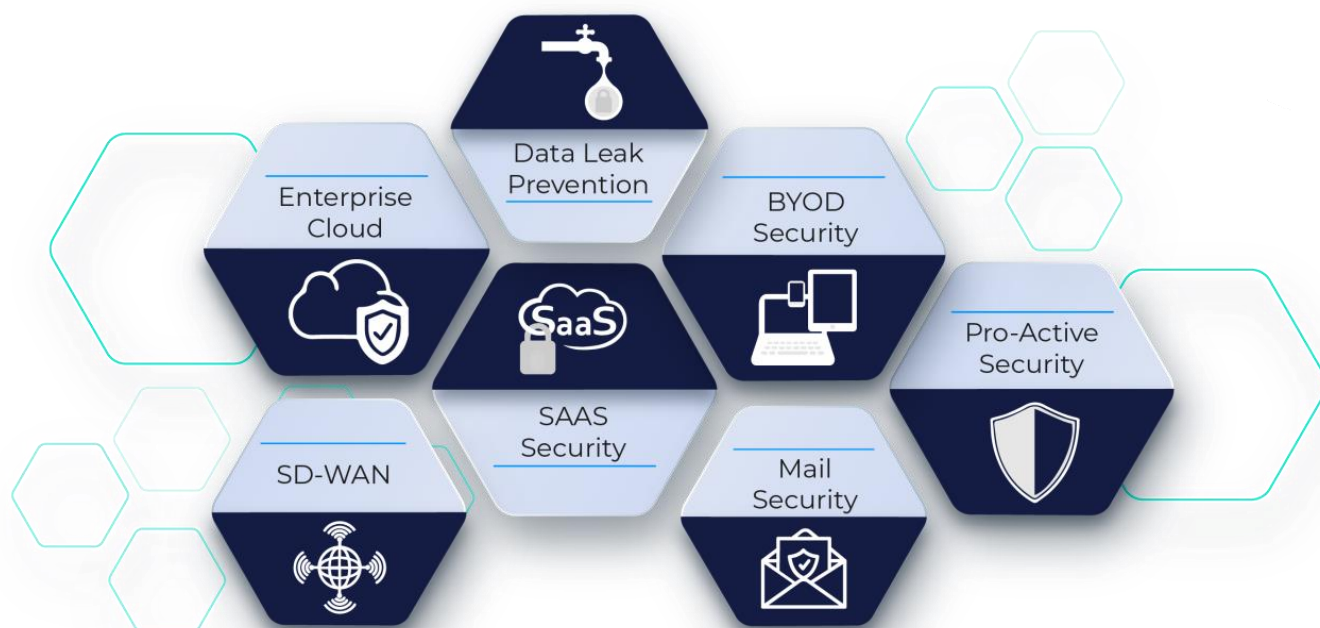 Data Leak
Prevention
Enterprise
Cloud
BYOD
Security
SaaS
Pro-Active
Security
SAAS
Security
SD-WAN
Mail
Security